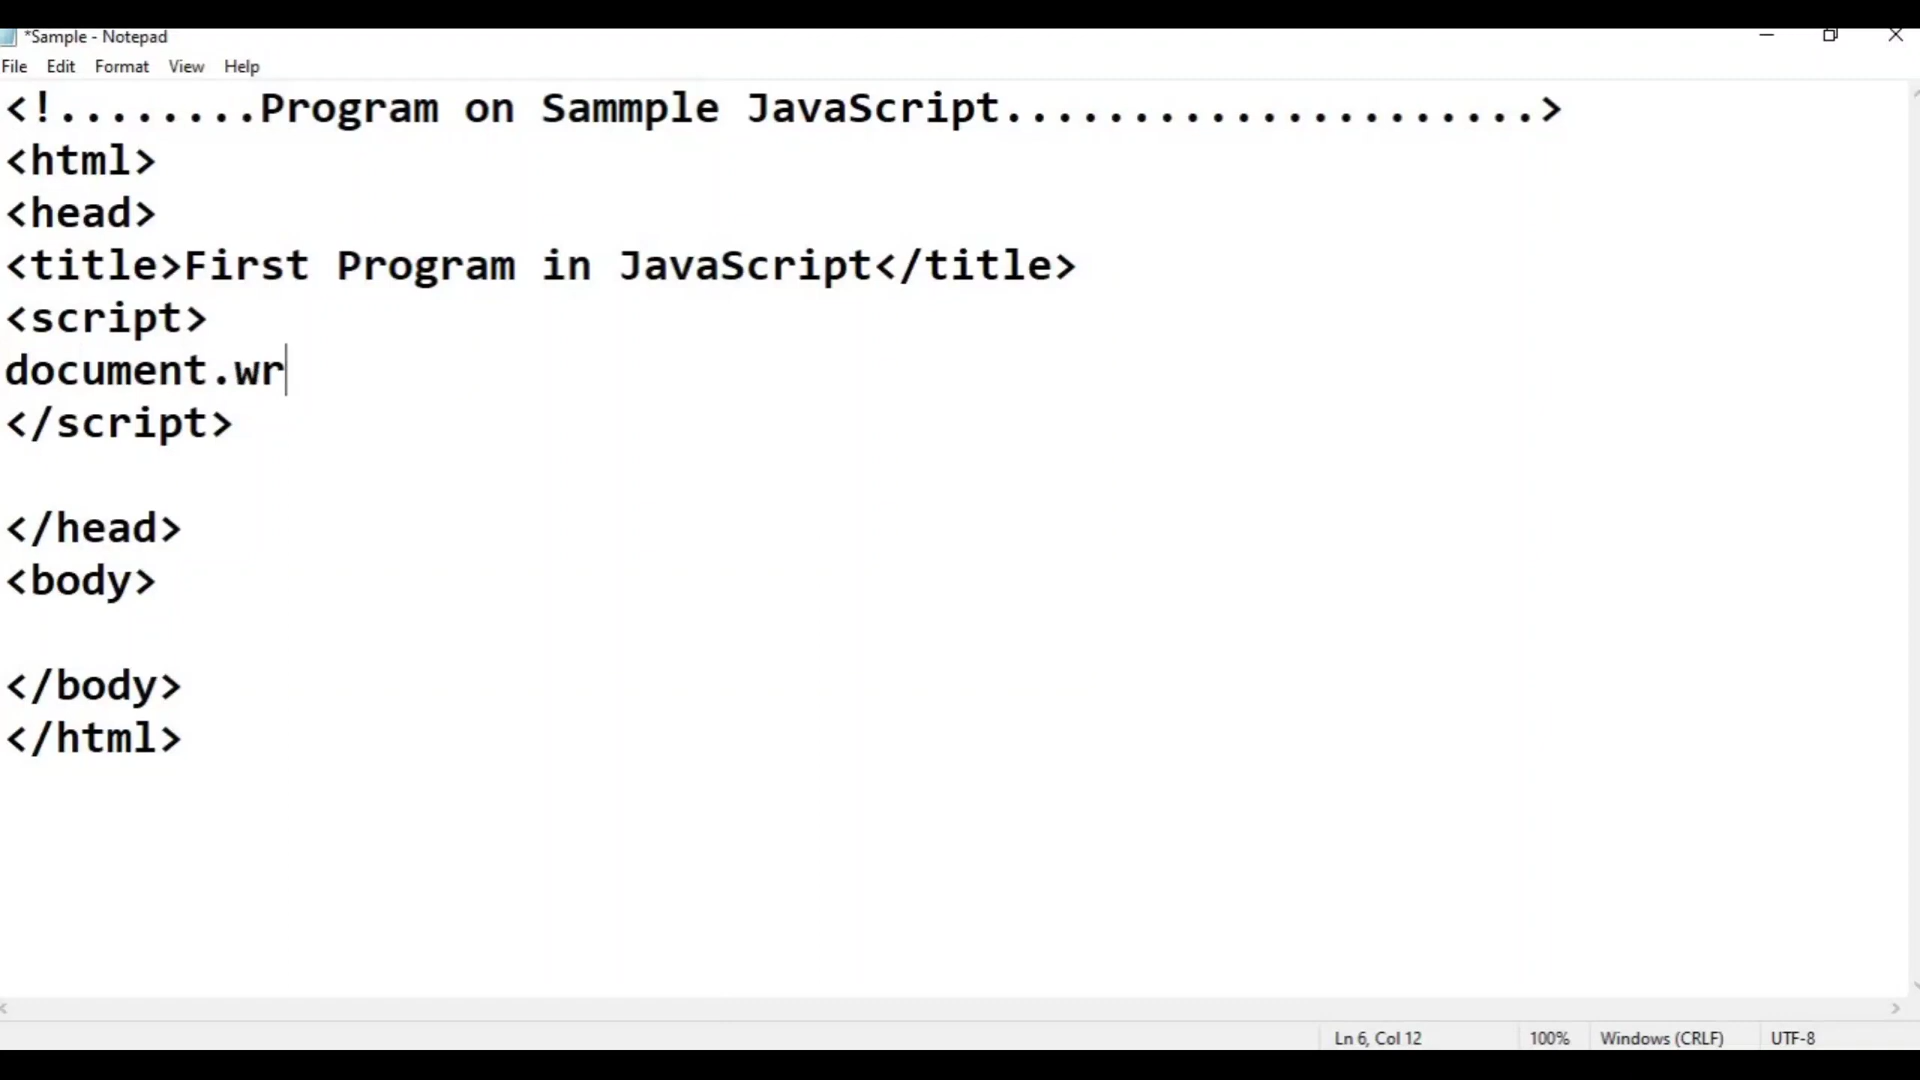 *Sample - Notepad
File Edit Format View Help
<!........Program on Sammple JavaScript.....................>
<html>
<head>
<title>First Program in JavaScript</title>
<script>
document.wr
</script>
</head>
<body>
</body>
</html>
Ln 6, Col 12 100% Windows (CRLF) UTF-8